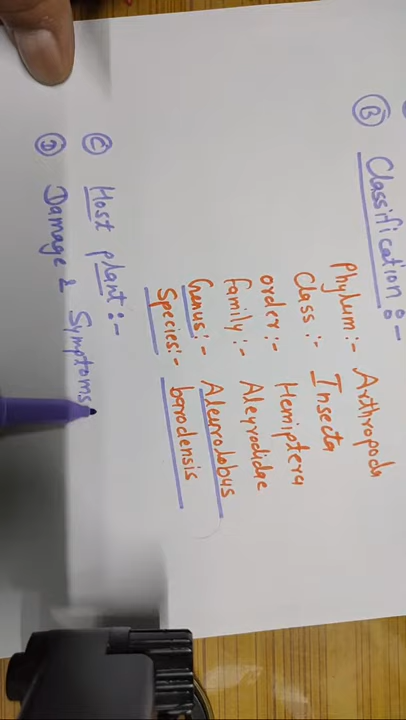 B Classification :-
Phylum :- Arthropoda
Class :- Insecta
order :- Hemiptera
family :- Aleyrodidae
Genus :- Aleurolobus
Species :- barodensis
C Host plant :-
D Damage & Symptoms